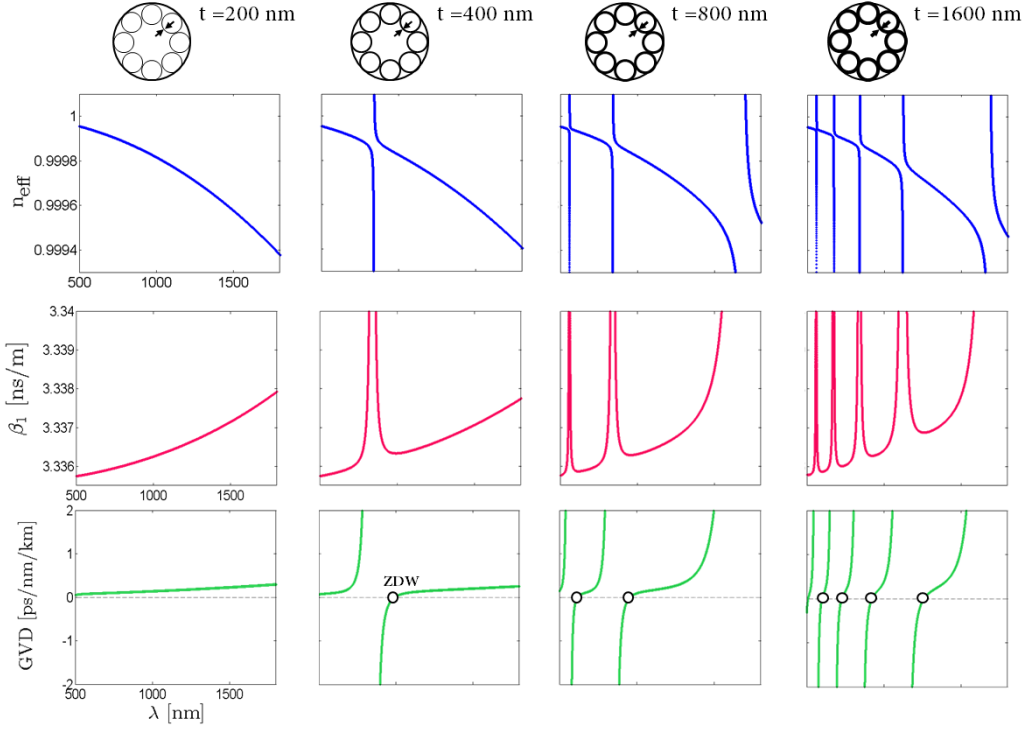 t =200 nm
t =400 nm
t =800 nm
t =1600 nm
1
0.9998
0.9996
0.9994
n_eff
500
1000
1500
3.34
3.339
3.338
3.337
3.336
β₁ [ns/m]
500
1000
1500
2
1
0
-1
-2
GVD [ps/nm/km]
ZDW
500
1000
1500
λ [nm]